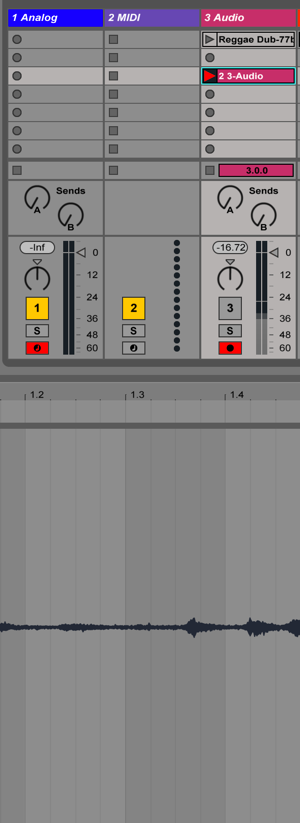 1 Analog
2 MIDI
3 Audio
Reggae Dub-77b
2 3-Audio
3.0.0
Sends
A
B
Sends
A
B
-Inf
-16.72
0
12
24
36
48
60
0
12
24
36
48
60
1
2
3
S
S
S
1.2
1.3
1.4